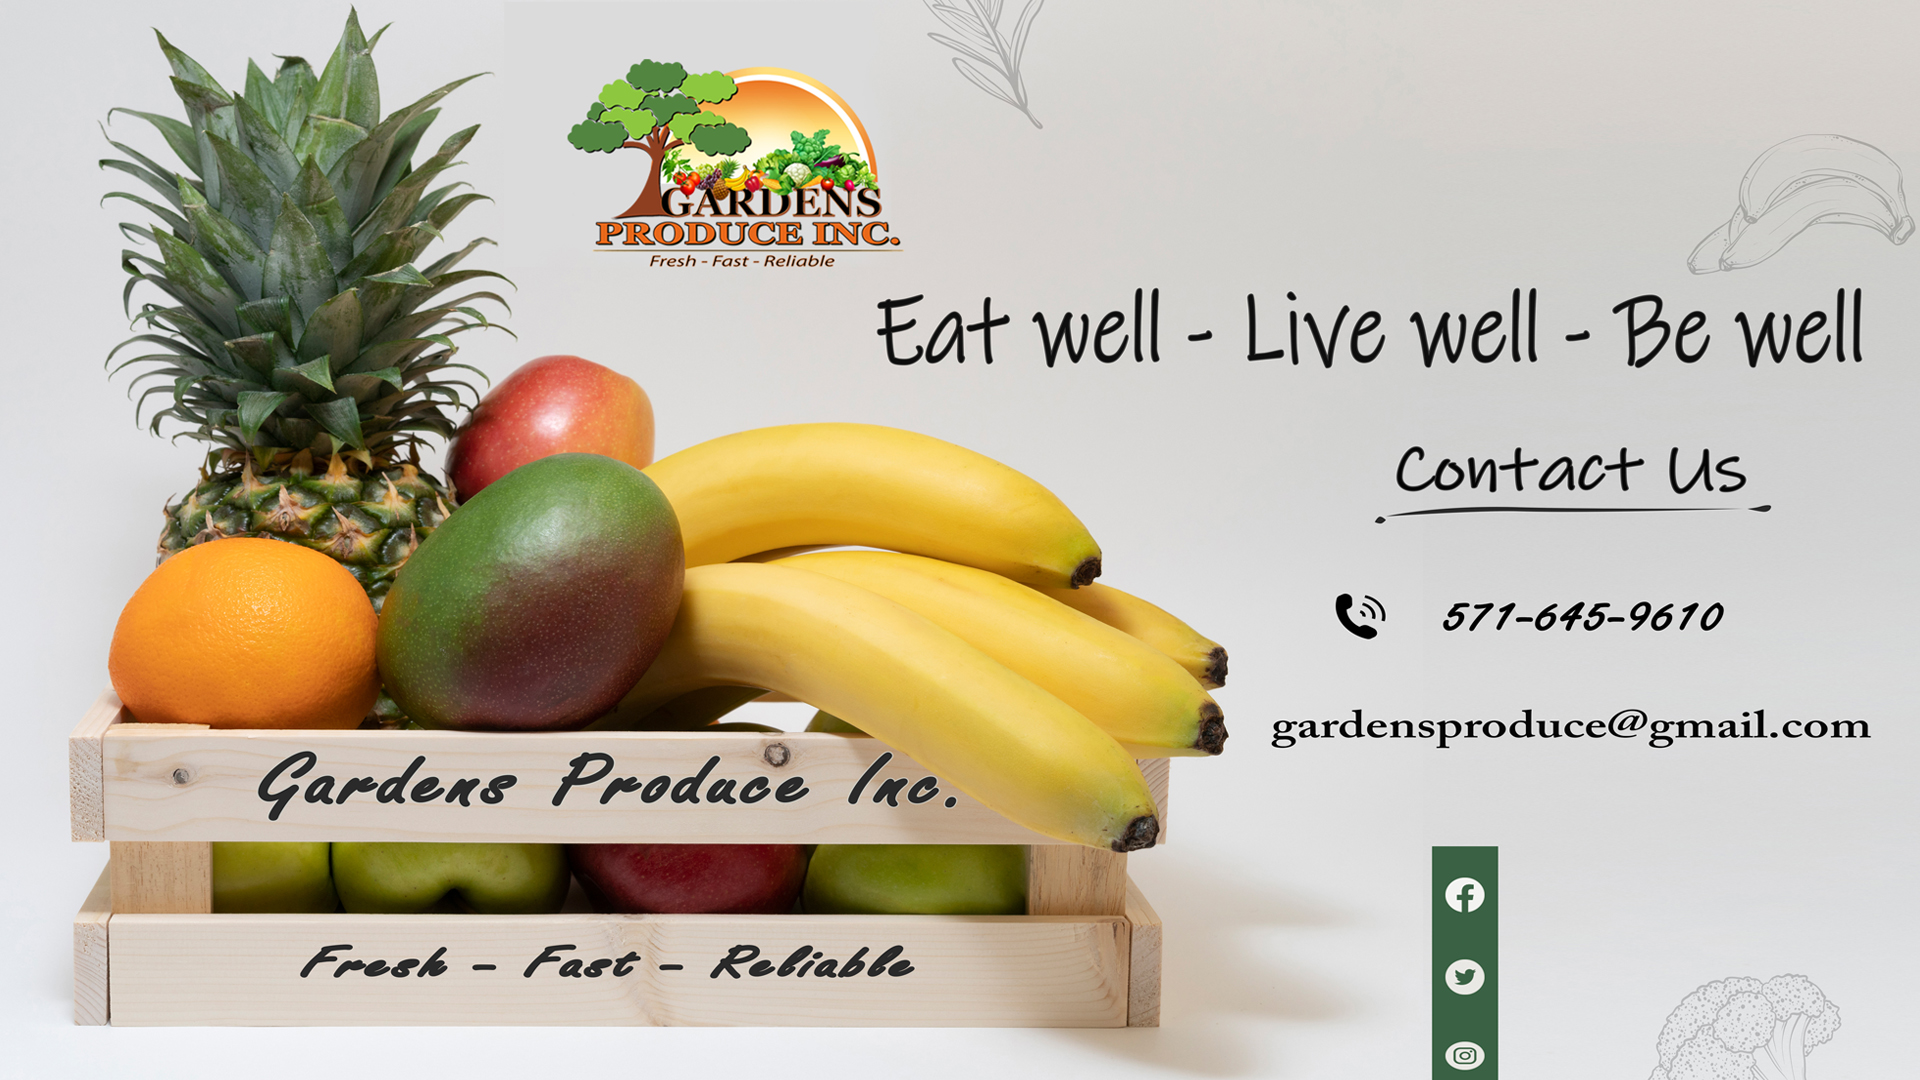 GARDENS
PRODUCE INC.
Fresh - Fast - Reliable
Eat well - Live well - Be well
Contact Us
571-645-9610
gardensproduce@gmail.com
Gardens Produce Inc.
Fresh - Fast - Reliable